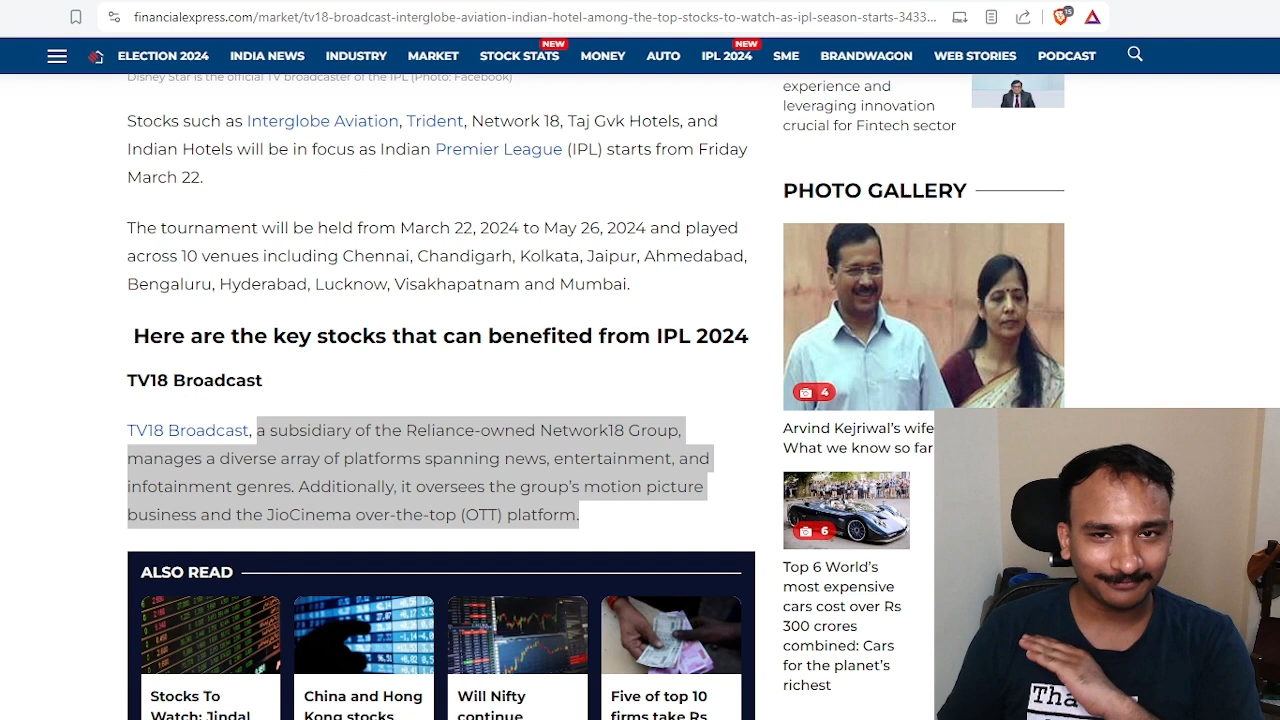 financialexpress.com/market/tv18-broadcast-interglobe-aviation-indian-hotel-among-the-top-stocks-to-watch-as-ipl-season-starts-3433...
15
ELECTION 2024 INDIA NEWS INDUSTRY MARKET STOCK STATS NEW MONEY AUTO IPL 2024 NEW SME BRANDWAGON WEB STORIES PODCAST
Disney Star is the official TV broadcaster of the IPL (Photo: Facebook)
Stocks such as Interglobe Aviation, Trident, Network 18, Taj Gvk Hotels, and
Indian Hotels will be in focus as Indian Premier League (IPL) starts from Friday
March 22.
The tournament will be held from March 22, 2024 to May 26, 2024 and played
across 10 venues including Chennai, Chandigarh, Kolkata, Jaipur, Ahmedabad,
Bengaluru, Hyderabad, Lucknow, Visakhapatnam and Mumbai.
Here are the key stocks that can benefited from IPL 2024
TV18 Broadcast
TV18 Broadcast, a subsidiary of the Reliance-owned Network18 Group,
manages a diverse array of platforms spanning news, entertainment, and
infotainment genres. Additionally, it oversees the group's motion picture
business and the JioCinema over-the-top (OTT) platform.
ALSO READ
Stocks To
Watch: Jindal
China and Hong
Kong stocks
Will Nifty
continue
Five of top 10
firms take Rs
experience and
leveraging innovation
crucial for Fintech sector
PHOTO GALLERY
4
Arvind Kejriwal's wife
What we know so far
6
Top 6 World's
most expensive
cars cost over Rs
300 crores
combined: Cars
for the planet's
richest